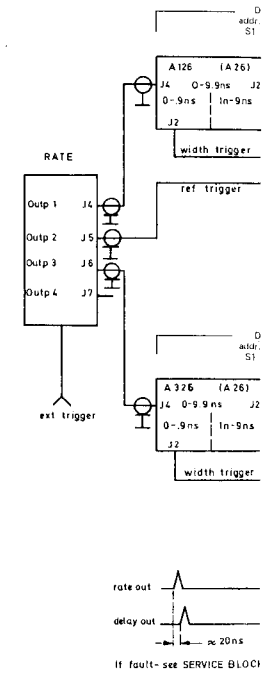 D
addr.
S1
A126 (A26)
J4 0-9.9ns J2
0-.9ns 1n-9ns
J2
width trigger
RATE
ref trigger
Outp 1 J4
Outp 2 J5
Outp 3 J6
Outp 4 J7
ext trigger
D
addr.
S1
A326 (A26)
J4 0-9.9ns J2
0-.9ns 1n-9ns
J2
width trigger
rate out
delay out
≈ 20ns
If fault- see SERVICE BLOCK